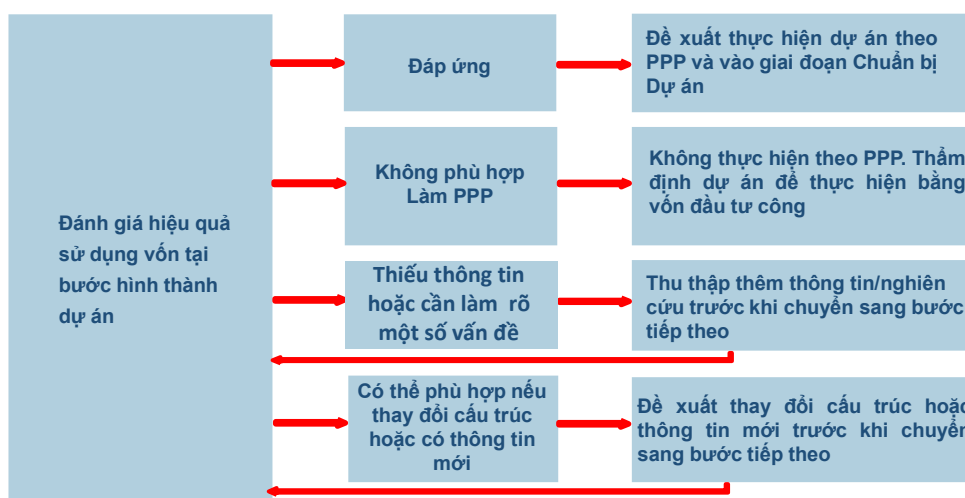 Đánh giá hiệu quả
sử dụng vốn tại
bước hình thành
dự án
Đáp ứng
Đề xuất thực hiện dự án theo
PPP và vào giai đoạn Chuẩn bị
Dự án
Không phù hợp
Làm PPP
Không thực hiện theo PPP. Thẩm
định dự án để thực hiện bằng
vốn đầu tư công
Thiếu thông tin
hoặc cần làm rõ
một số vấn đề
Thu thập thêm thông tin/nghiên
cứu trước khi chuyển sang bước
tiếp theo
Có thể phù hợp nếu
thay đổi cấu trúc
hoặc có thông tin
mới
Đề xuất thay đổi cấu trúc hoặc
thông tin mới trước khi chuyển
sang bước tiếp theo